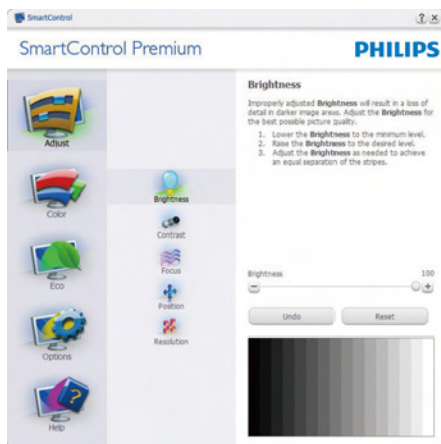 SmartControl
SmartControl Premium
PHILIPS
Adjust
Color
Eco
Options
Help
Brightness
Contrast
Focus
Position
Resolution
Brightness
Improperly adjusted Brightness will result in a loss of
detail in darker image areas. Adjust the Brightness for
the best possible picture quality.
1. Lower the Brightness to the minimum level.
2. Raise the Brightness to the desired level.
3. Adjust the Brightness as needed to achieve
an equal separation of the stripes.
Brightness 100
Undo Reset